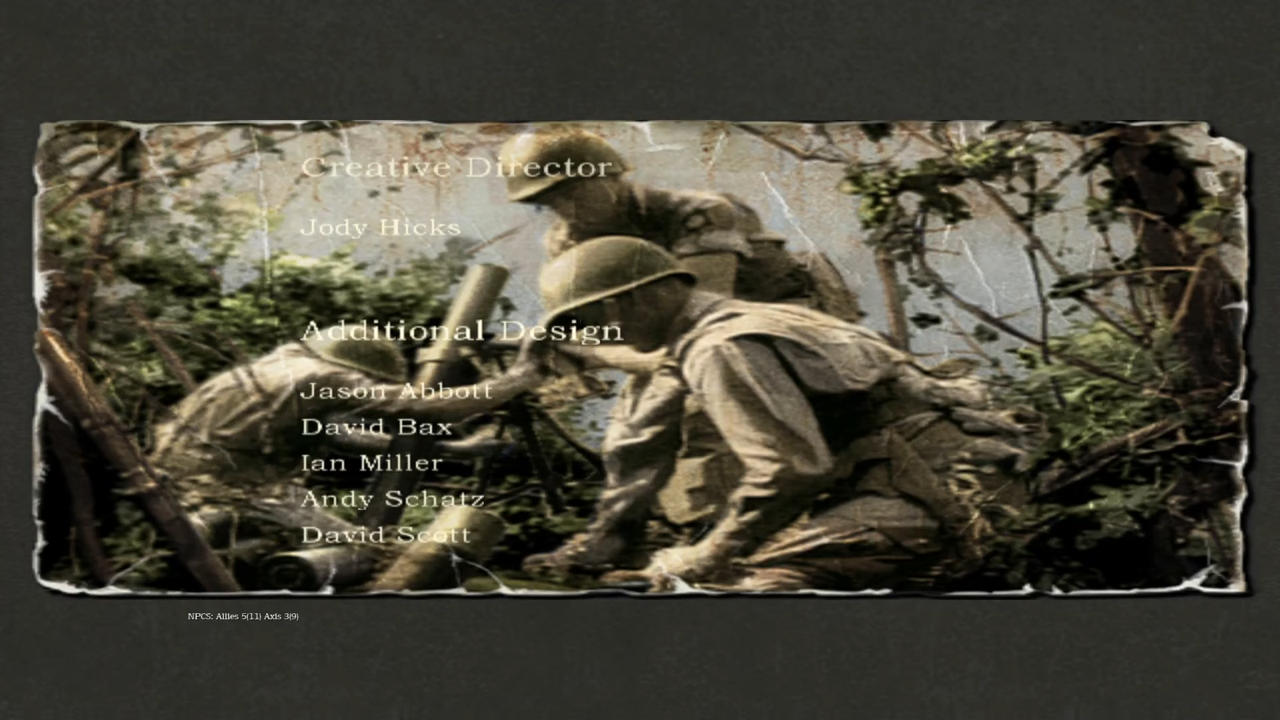 Creative Director
Jody Hicks
Additional Design
Jason Abbott
David Bax
Ian Miller
Andy Schatz
David Scott
NPCS: Allies 5(11) Axis 3(9)